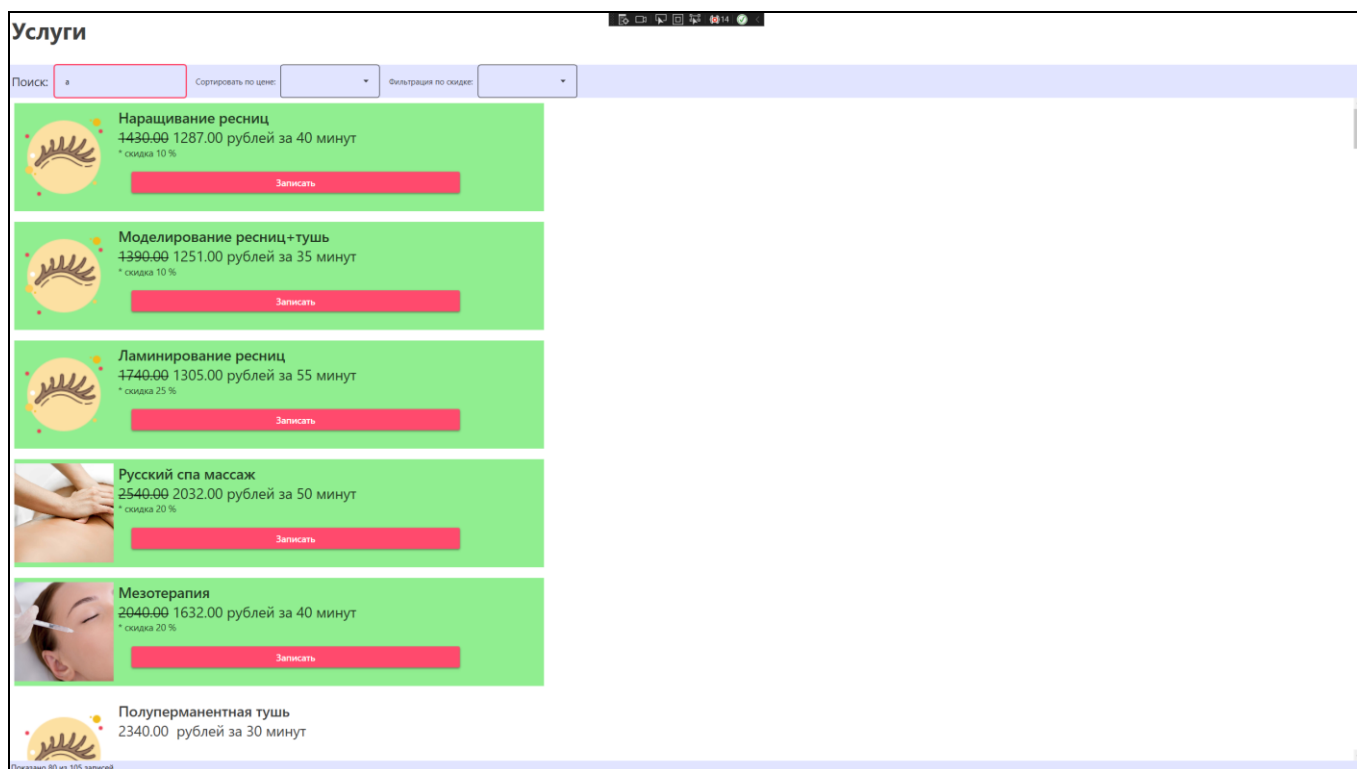 14
Услуги
Поиск: а Сортировать по цене: Фильтрация по скидке:
Наращивание ресниц
1430.00 1287.00 рублей за 40 минут
* скидка 10 %
Записать
Моделирование ресниц+тушь
1390.00 1251.00 рублей за 35 минут
* скидка 10 %
Записать
Ламинирование ресниц
1740.00 1305.00 рублей за 55 минут
* скидка 25 %
Записать
Русский спа массаж
2540.00 2032.00 рублей за 50 минут
* скидка 20 %
Записать
Мезотерапия
2040.00 1632.00 рублей за 40 минут
* скидка 20 %
Записать
Полуперманентная тушь
2340.00 рублей за 30 минут
Показано 80 из 105 записей